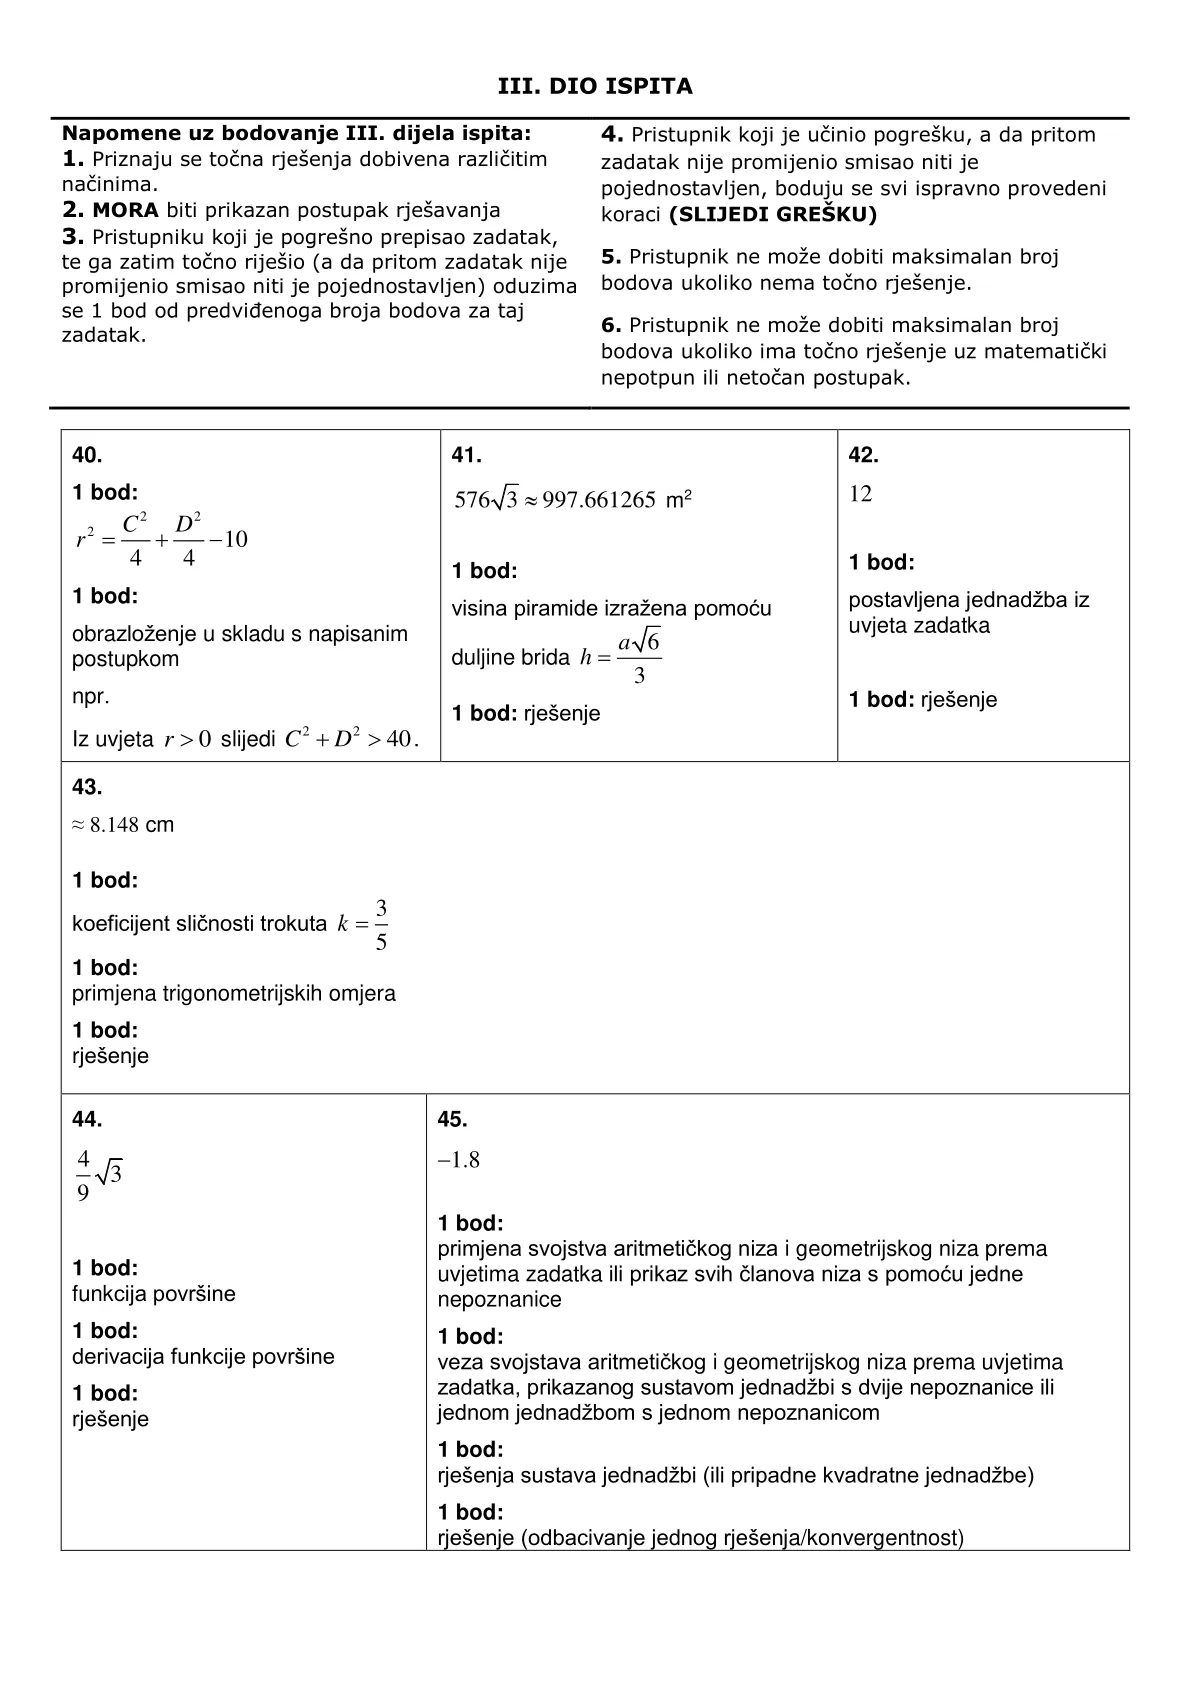 III. DIO ISPITA
Napomene uz bodovanje III. dijela ispita:
1. Priznaju se točna rješenja dobivena različitim
načinima.
2. MORA biti prikazan postupak rješavanja
3. Pristupniku koji je pogrešno prepisao zadatak,
te ga zatim točno riješio (a da pritom zadatak nije
promijenio smisao niti je pojednostavljen) oduzima
se 1 bod od predviđenoga broja bodova za taj
zadatak.
4. Pristupnik koji je učinio pogrešku, a da pritom
zadatak nije promijenio smisao niti je
pojednostavljen, boduju se svi ispravno provedeni
koraci (SLIJEDI GREŠKU)
5. Pristupnik ne može dobiti maksimalan broj
bodova ukoliko nema točno rješenje.
6. Pristupnik ne može dobiti maksimalan broj
bodova ukoliko ima točno rješenje uz matematički
nepotpun ili netočan postupak.
40.
1 bod:
r² = C²/4 + D²/4 − 10
1 bod:
obrazloženje u skladu s napisanim
postupkom
npr.
Iz uvjeta r > 0 slijedi C² + D² > 40.
41.
576√3 ≈ 997.661265 m²
1 bod:
visina piramide izražena pomoću
duljine brida h = a√6/3
1 bod: rješenje
42.
12
1 bod:
postavljena jednadžba iz
uvjeta zadatka
1 bod: rješenje
43.
≈ 8.148 cm
1 bod:
koeficijent sličnosti trokuta k = 3/5
1 bod:
primjena trigonometrijskih omjera
1 bod:
rješenje
44.
4/9 √3
1 bod:
funkcija površine
1 bod:
derivacija funkcije površine
1 bod:
rješenje
45.
–1.8
1 bod:
primjena svojstva aritmetičkog niza i geometrijskog niza prema
uvjetima zadatka ili prikaz svih članova niza s pomoću jedne
nepoznanice
1 bod:
veza svojstava aritmetičkog i geometrijskog niza prema uvjetima
zadatka, prikazanog sustavom jednadžbi s dvije nepoznanice ili
jednom jednadžbom s jednom nepoznanicom
1 bod:
rješenja sustava jednadžbi (ili pripadne kvadratne jednadžbe)
1 bod:
rješenje (odbacivanje jednog rješenja/konvergentnost)